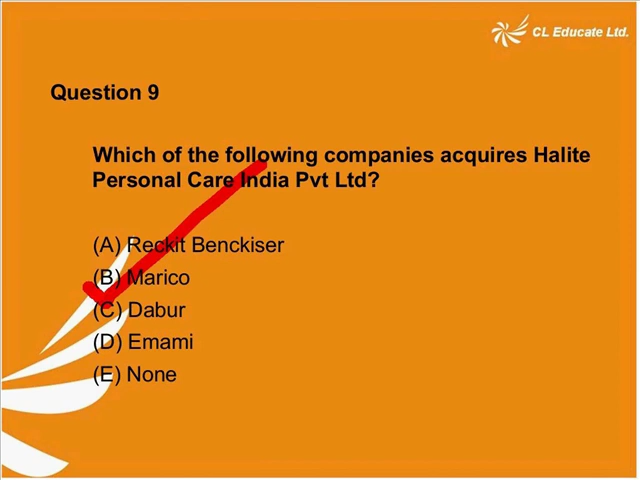 CL Educate Ltd.
Question 9
Which of the following companies acquires Halite
Personal Care India Pvt Ltd?
(A) Reckit Benckiser
(B) Marico
(C) Dabur
(D) Emami
(E) None